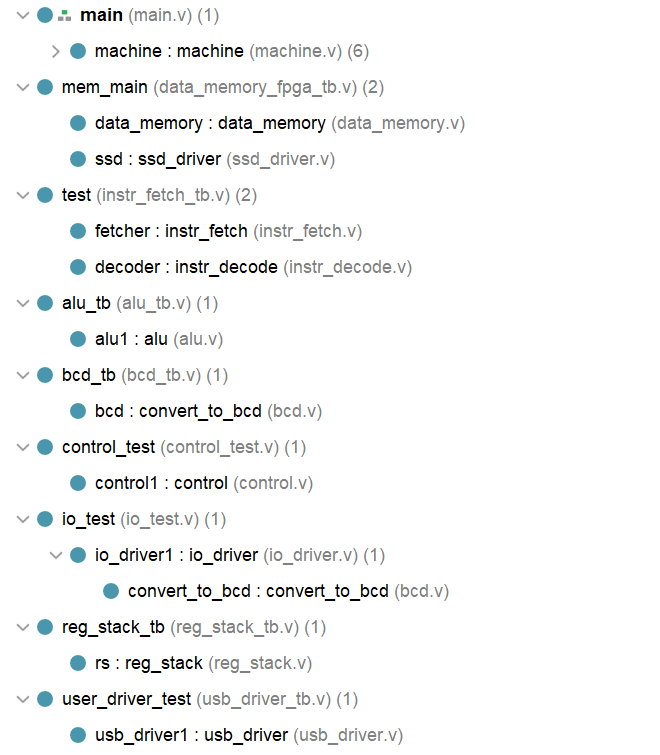 main (main.v) (1)
machine : machine (machine.v) (6)
mem_main (data_memory_fpga_tb.v) (2)
data_memory : data_memory (data_memory.v)
ssd : ssd_driver (ssd_driver.v)
test (instr_fetch_tb.v) (2)
fetcher : instr_fetch (instr_fetch.v)
decoder : instr_decode (instr_decode.v)
alu_tb (alu_tb.v) (1)
alu1 : alu (alu.v)
bcd_tb (bcd_tb.v) (1)
bcd : convert_to_bcd (bcd.v)
control_test (control_test.v) (1)
control1 : control (control.v)
io_test (io_test.v) (1)
io_driver1 : io_driver (io_driver.v) (1)
convert_to_bcd : convert_to_bcd (bcd.v)
reg_stack_tb (reg_stack_tb.v) (1)
rs : reg_stack (reg_stack.v)
user_driver_test (usb_driver_tb.v) (1)
usb_driver1 : usb_driver (usb_driver.v)